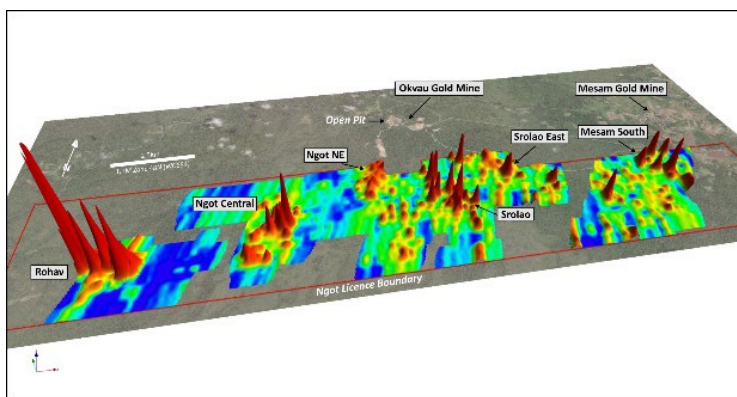 Okvau Gold Mine
Mesam Gold Mine
Open Pit
Mesam South
Srolao East
Ngot NE
N
Ngot Central
Srolao
Rohav
Ngot Licence Boundary